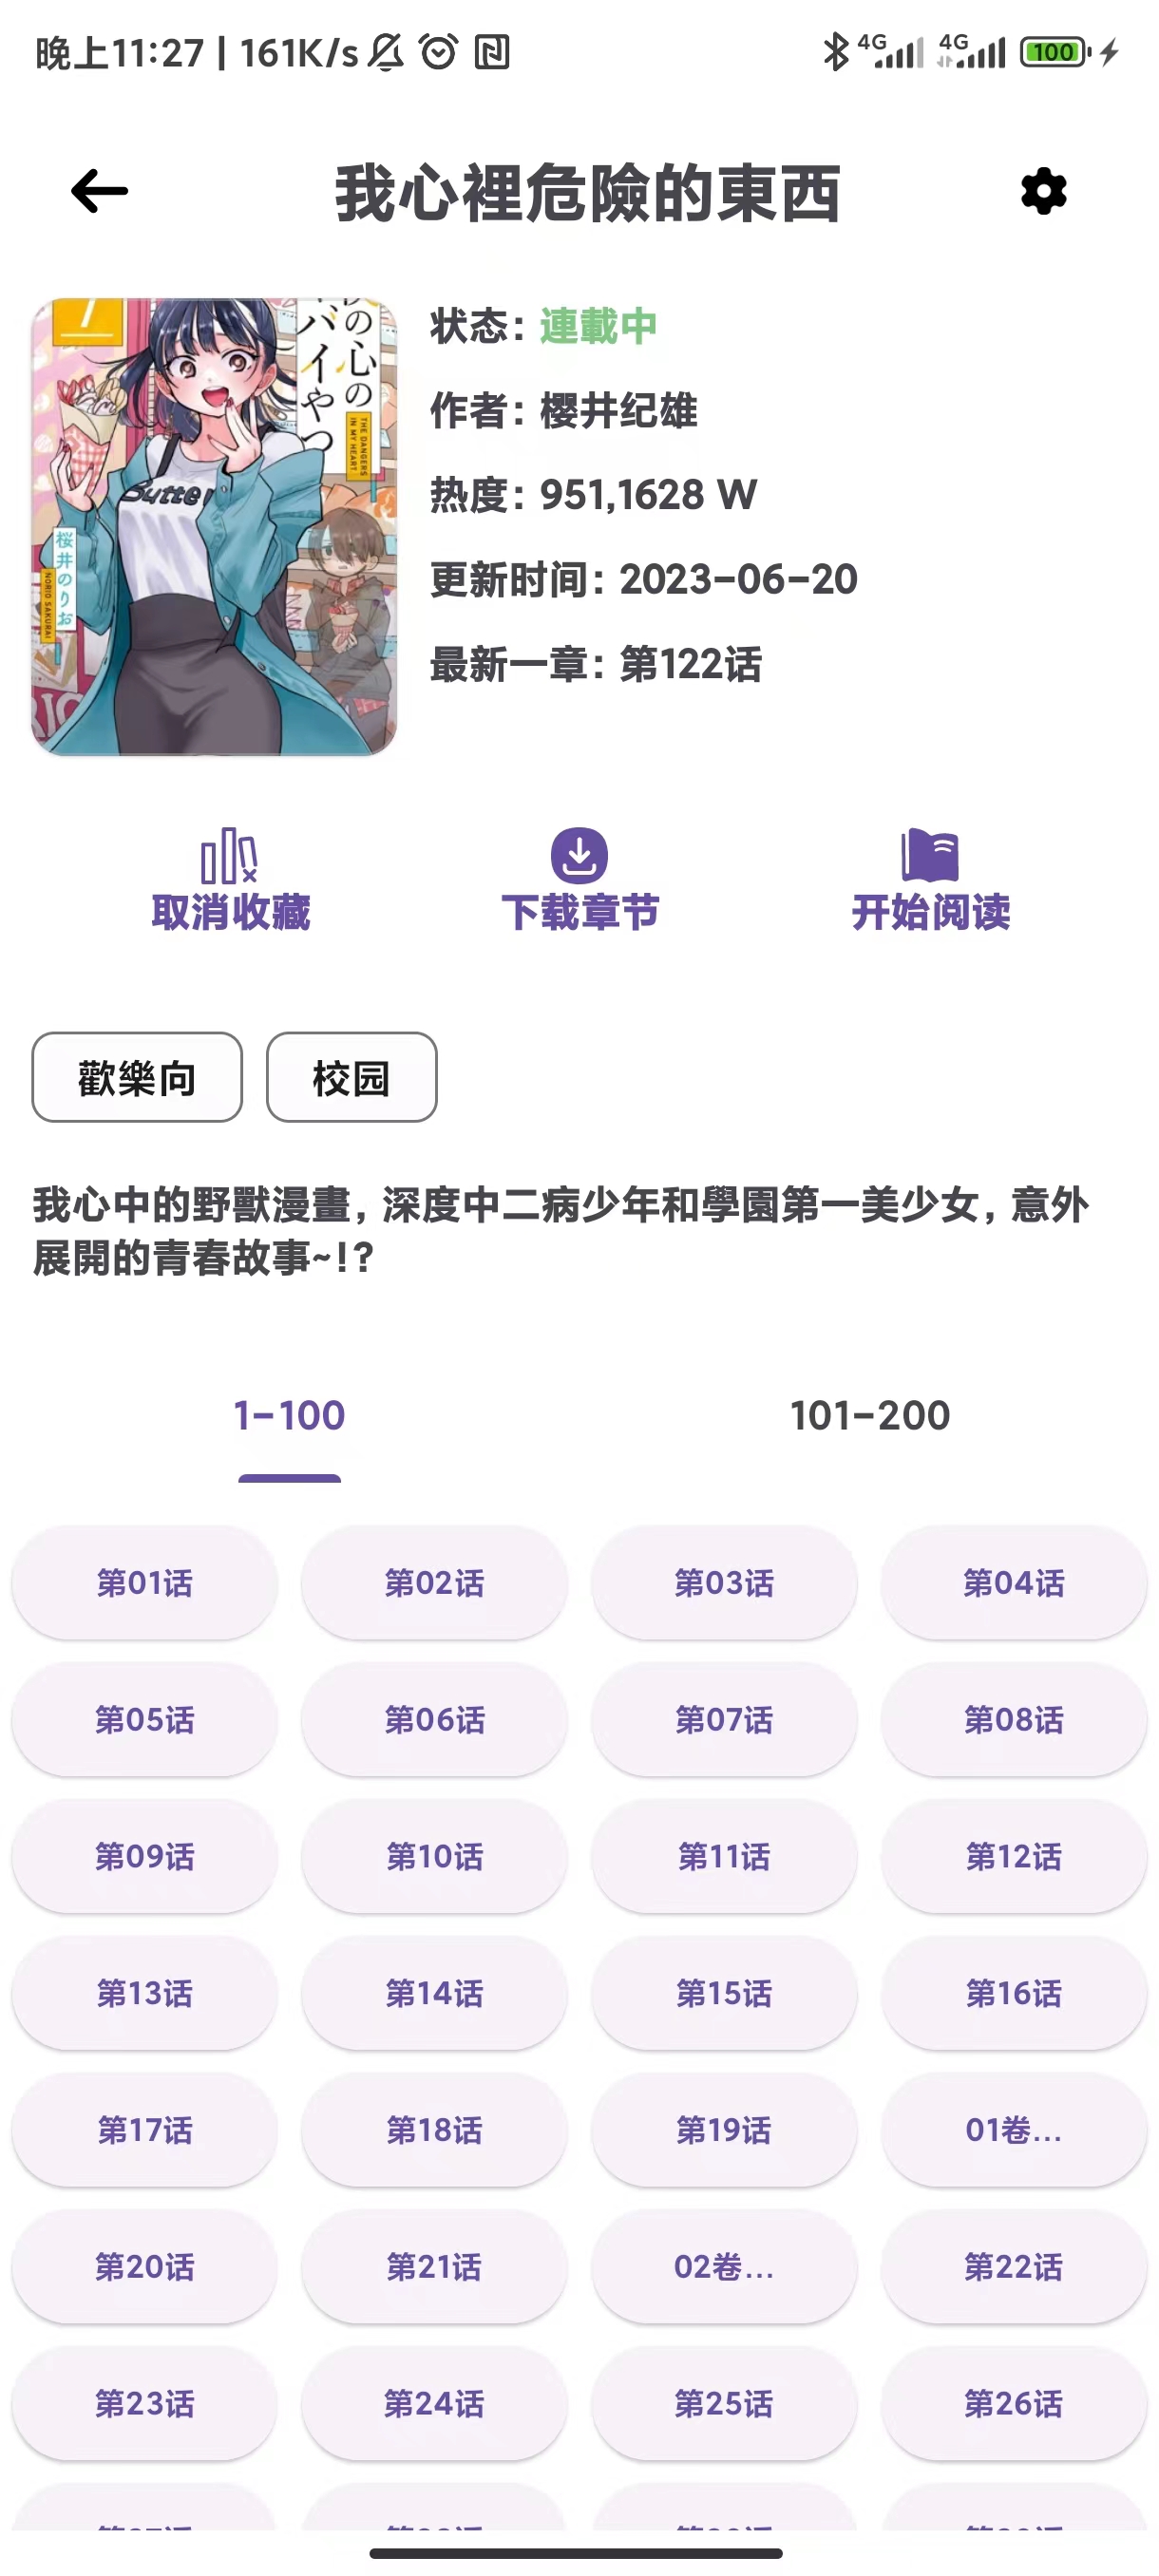 晚上11:27 | 161K/s
4G 4G 100
我心裡危險的東西
僕の心の
ヤバイやつ
THE DANGERS
IN MY HEART
Butter
桜井のりお
NORIO SAKURAI
状态：連載中
作者：樱井纪雄
热度：951,1628 W
更新时间：2023-06-20
最新一章：第122话
取消收藏 下载章节 开始阅读
歡樂向 校园
我心中的野獸漫畫，深度中二病少年和學園第一美少女，意外
展開的青春故事~!?
1-100 101-200
第01话 第02话 第03话 第04话
第05话 第06话 第07话 第08话
第09话 第10话 第11话 第12话
第13话 第14话 第15话 第16话
第17话 第18话 第19话 01卷...
第20话 第21话 02卷... 第22话
第23话 第24话 第25话 第26话